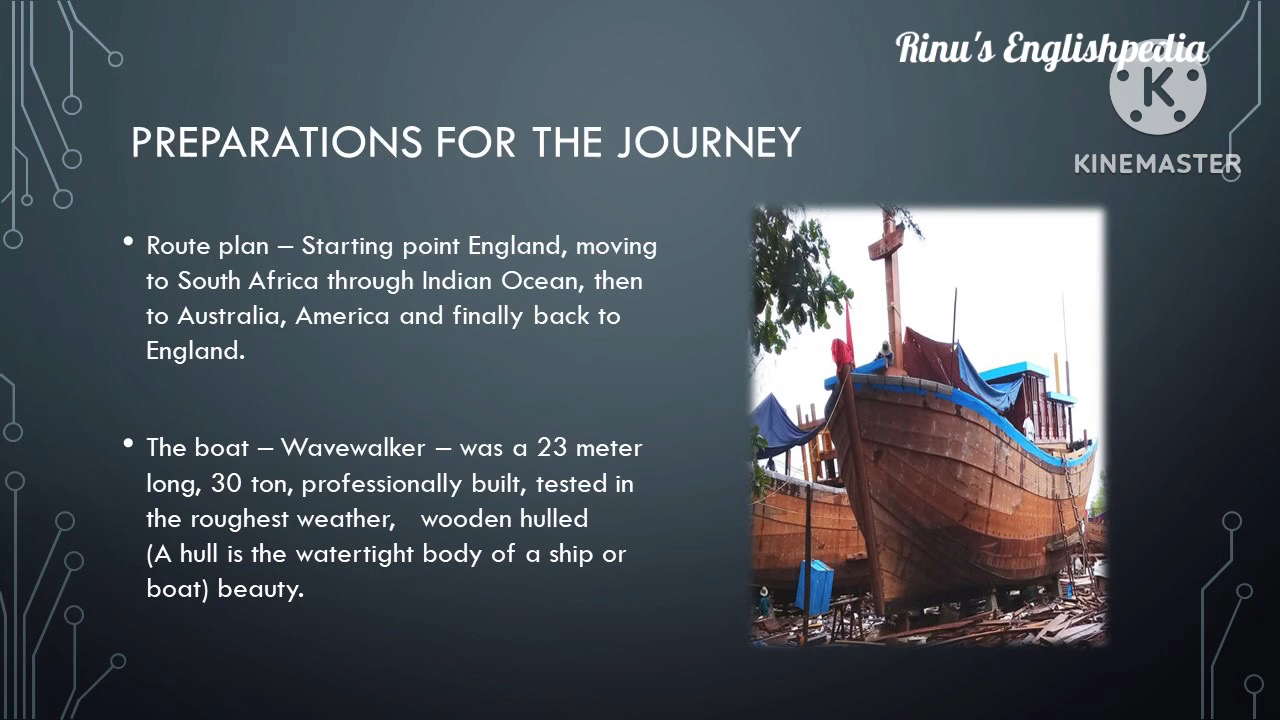 Rinu's Englishpedia
K
KINEMASTER
PREPARATIONS FOR THE JOURNEY
• Route plan – Starting point England, moving
to South Africa through Indian Ocean, then
to Australia, America and finally back to
England.
• The boat – Wavewalker – was a 23 meter
long, 30 ton, professionally built, tested in
the roughest weather, wooden hulled
(A hull is the watertight body of a ship or
boat) beauty.